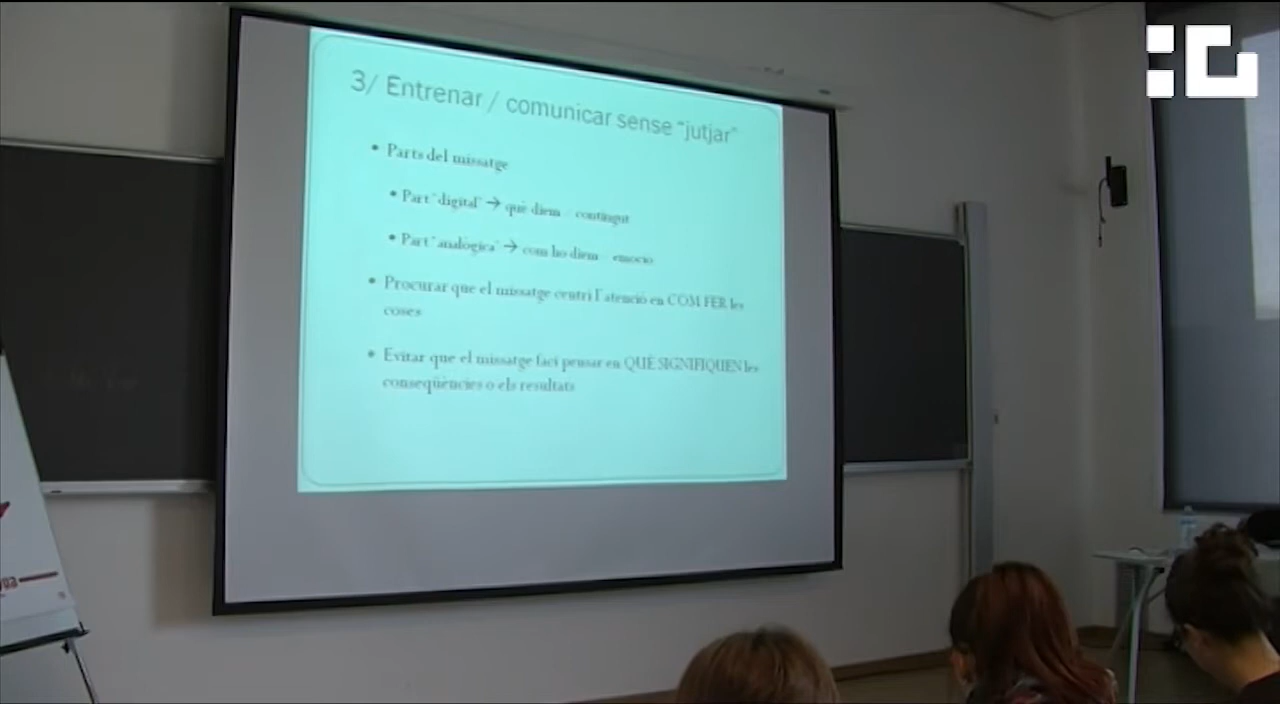 3/ Entrenar / comunicar sense "jutjar"
• Parts del missatge
• Part "digital" → què diem – contingut
• Part "analògica" → com ho diem – emoció
• Procurar que el missatge centri l'atenció en COM FER les
coses
• Evitar que el missatge faci pensar en QUÈ SIGNIFIQUEN les
conseqüències o els resultats